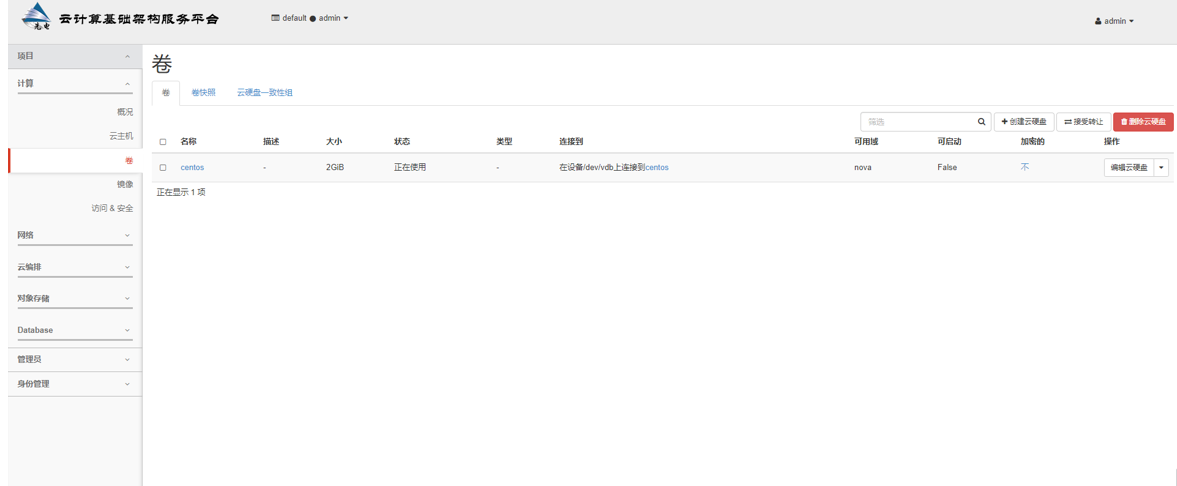 先电 云计算基础架构服务平台 default admin admin
项目
计算
概况
云主机
卷
镜像
访问 & 安全
网络
云编排
对象存储
Database
管理员
身份管理
卷
卷 卷快照 云硬盘一致性组
筛选 创建云硬盘 接受转让 删除云硬盘
名称 描述 大小 状态 类型 连接到 可用域 可启动 加密的 操作
centos - 2GiB 正在使用 - 在设备/dev/vdb上连接到centos nova False 不 编辑云硬盘
正在显示 1 项